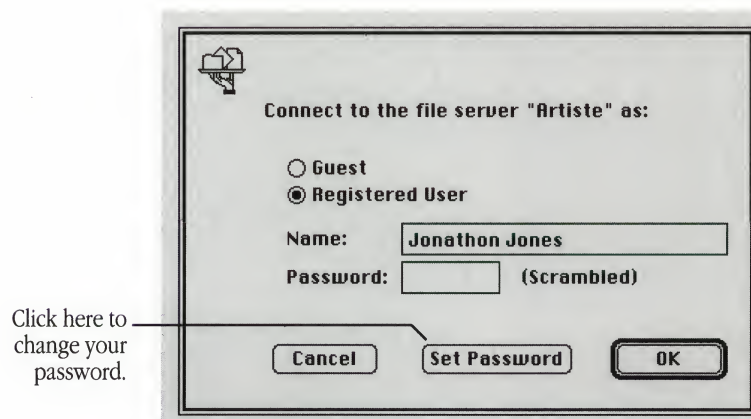 Connect to the file server "Artiste" as:
Guest
Registered User
Name: Jonathon Jones
Password: (Scrambled)
Click here to
change your
password.
Cancel Set Password OK